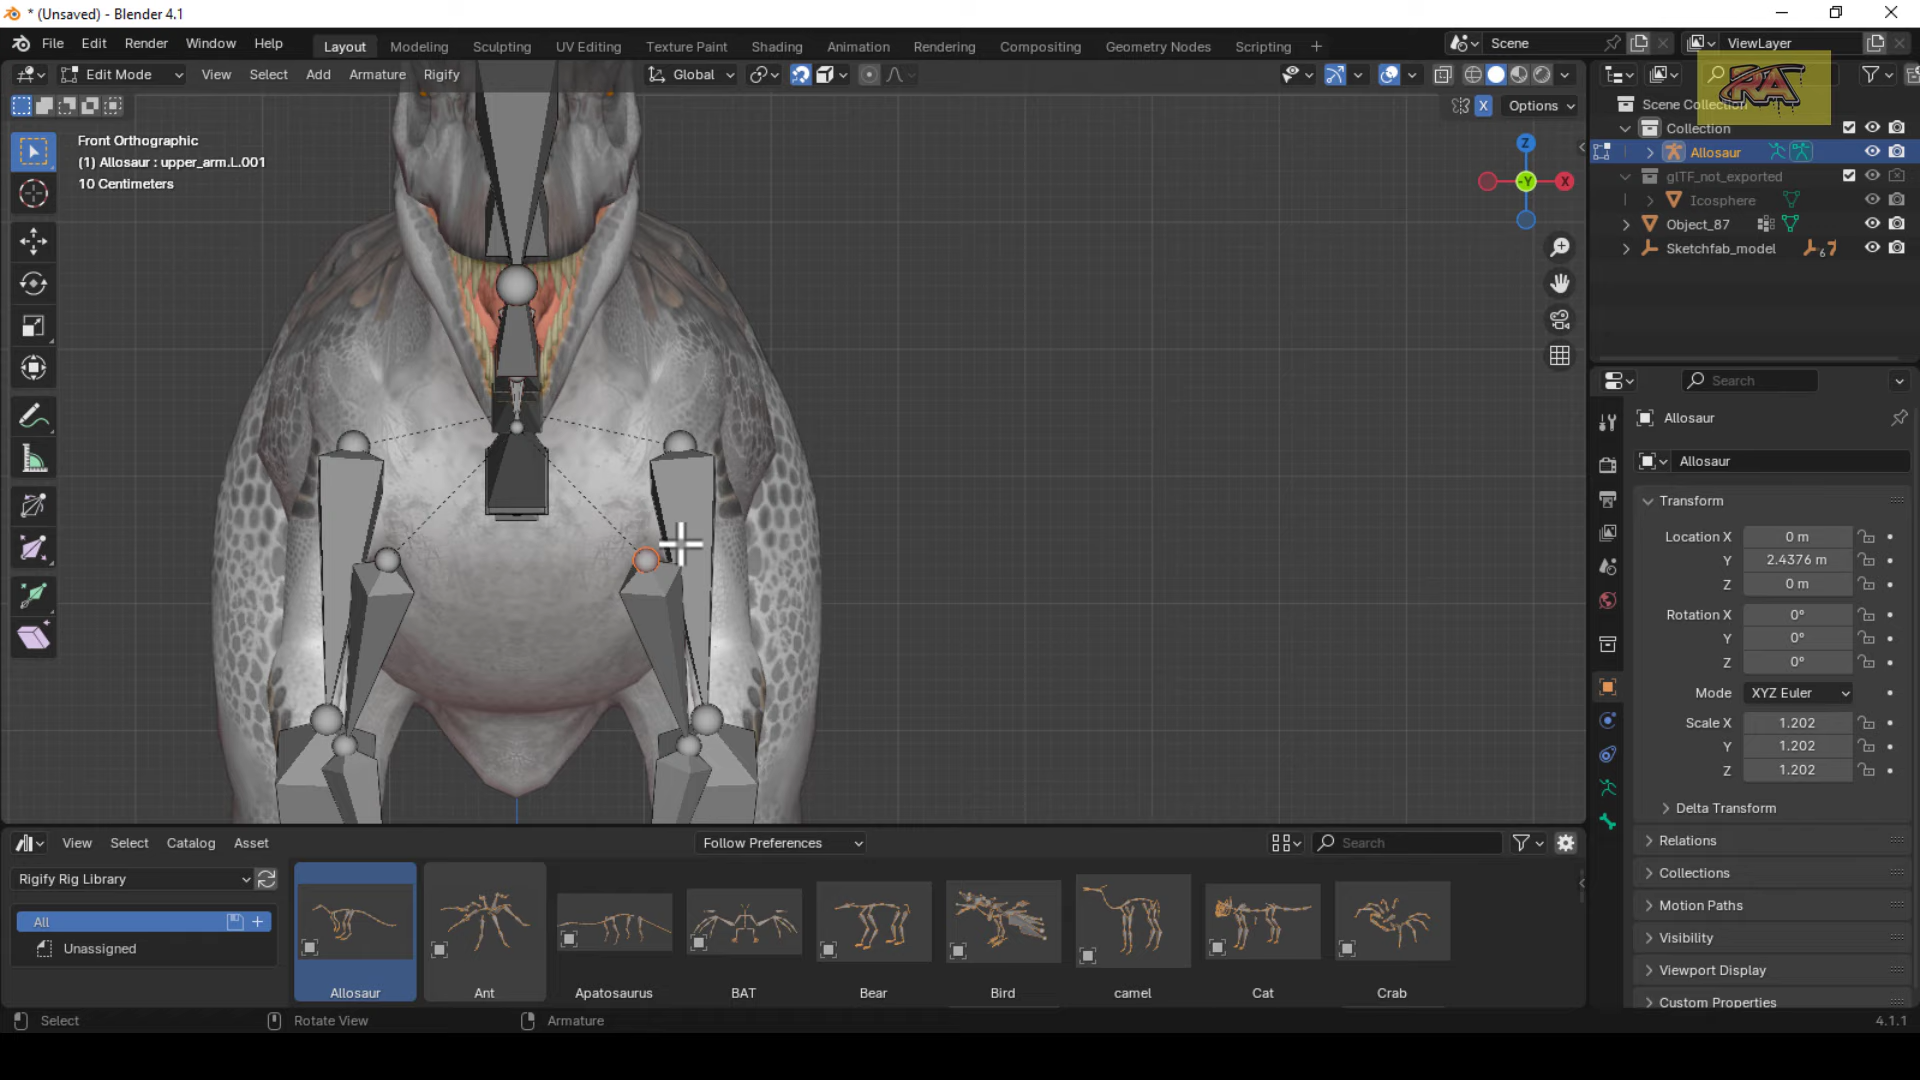 * (Unsaved) - Blender 4.1
File Edit Render Window Help
Layout Modeling Sculpting UV Editing Texture Paint Shading Animation Rendering Compositing Geometry Nodes Scripting +
Scene
ViewLayer
Edit Mode View Select Add Armature Rigify
Global
RA
X Options
Scene Collection
Front Orthographic
(1) Allosaur : upper_arm.L.001
10 Centimeters
Z
-Y
X
Collection
Allosaur
glTF_not_exported
Icosphere
Object_87
Sketchfab_model
6
Search
Allosaur
Allosaur
Transform
Location X 0 m
Y 2.4376 m
Z 0 m
Rotation X 0°
Y 0°
Z 0°
Mode XYZ Euler
Scale X 1.202
Y 1.202
Z 1.202
Delta Transform
Relations
Collections
Motion Paths
Visibility
Viewport Display
Custom Properties
View Select Catalog Asset
Follow Preferences
Search
Rigify Rig Library
All
Unassigned
Allosaur Ant Apatosaurus BAT Bear Bird camel Cat Crab
Select Rotate View Armature
4.1.1